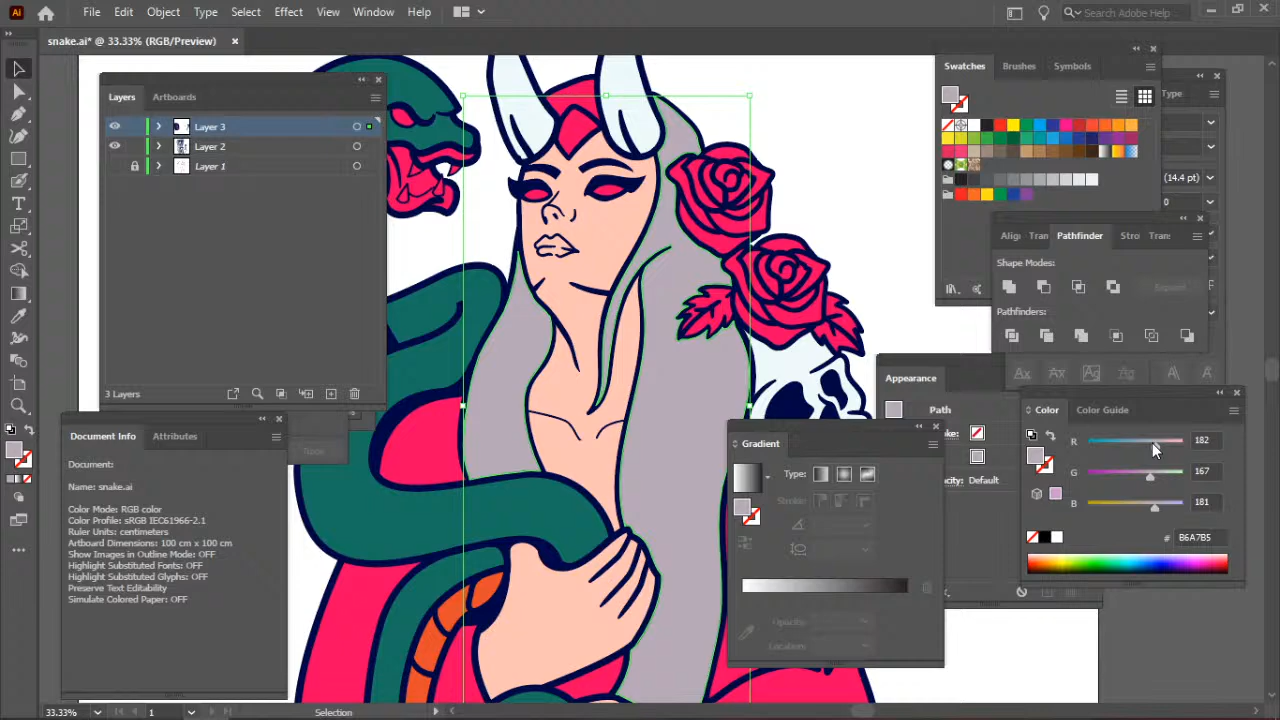 Ai File Edit Object Type Select Effect View Window Help Search Adobe Help
snake.ai* @ 33.33% (RGB/Preview) ×
Layers Artboards
Layer 3
Layer 2
Layer 1
3 Layers
Swatches Brushes Symbols
Type
(14.4 pt)
0
Pathfinder Stro Tran
Shape Modes:
Expand
Pathfinders:
Appearance
Path
Default
Color Color Guide
R 182
G 167
B 181
# B6A7B5
Gradient
Type:
Stroke:
Opacity:
Location:
Document Info Attributes
Document:
Name: snake.ai
Color Mode: RGB color
Color Profile: sRGB IEC61966-2.1
Ruler Units: centimeters
Artboard Dimensions: 100 cm x 100 cm
Show Images in Outline Mode: OFF
Highlight Substituted Fonts: OFF
Highlight Substituted Glyphs: OFF
Preserve Text Editability
Simulate Colored Paper: OFF
33.33% 1 Selection